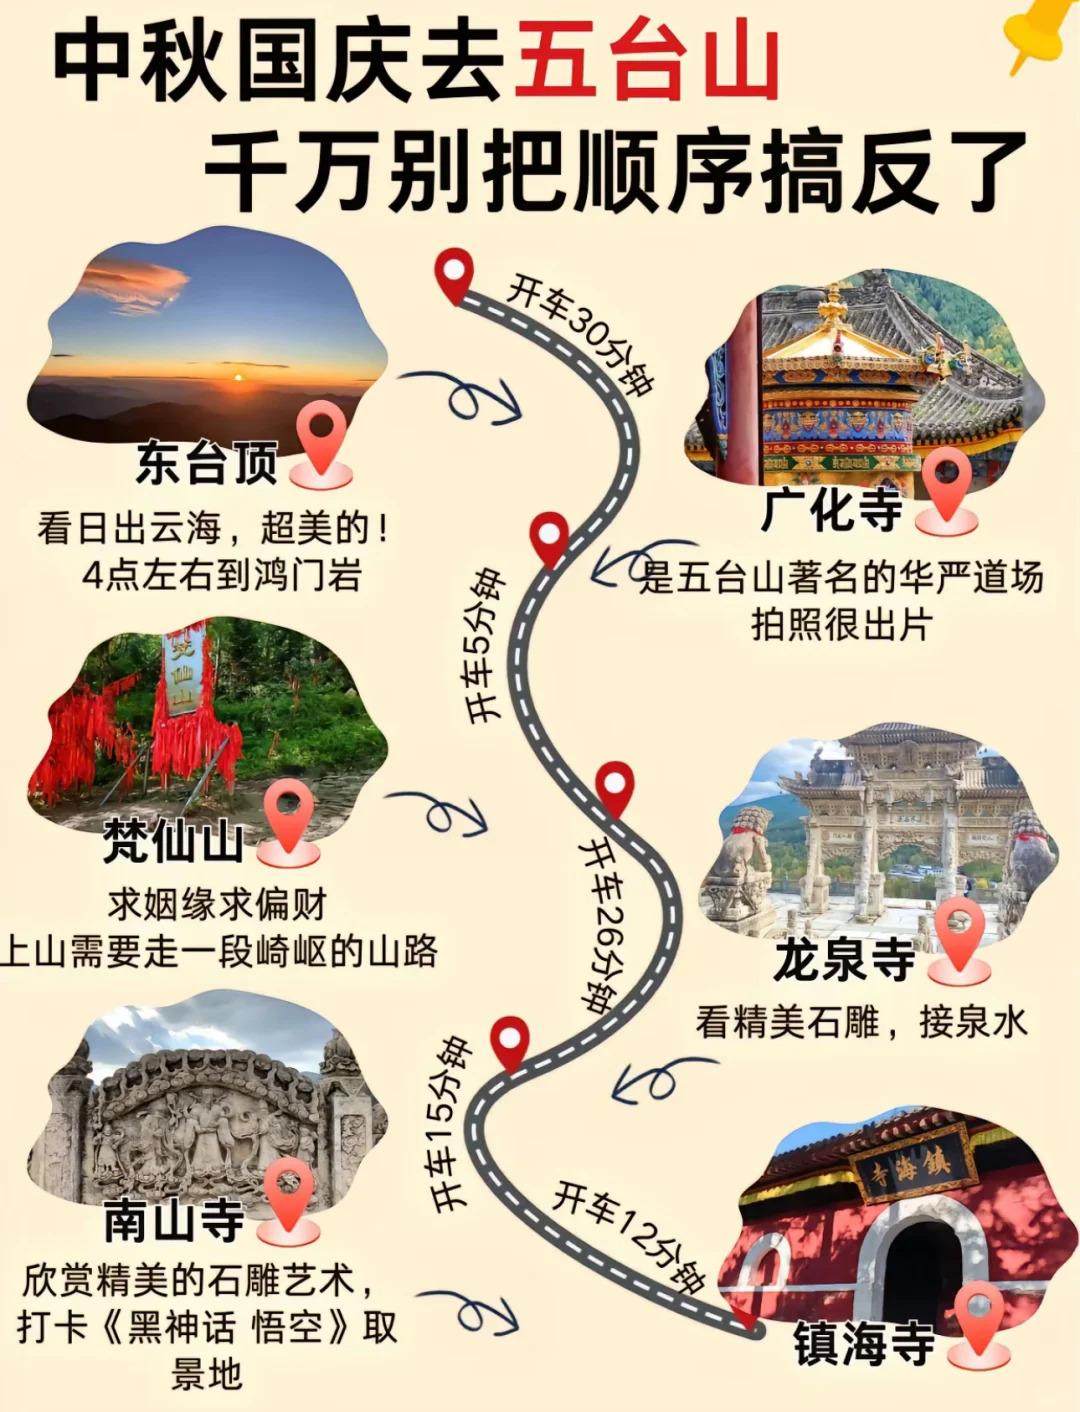 中秋国庆去五台山
千万别把顺序搞反了
开车30分钟
东台顶
看日出云海，超美的！
4点左右到鸿门岩
广化寺
是五台山著名的华严道场
拍照很出片
开车5分钟
梵仙山
梵仙山
求姻缘求偏财
上山需要走一段崎岖的山路
开车26分钟
龙泉寺
看精美石雕，接泉水
开车15分钟
南山寺
欣赏精美的石雕艺术，
打卡《黑神话 悟空》取
景地
开车12分钟
寺海鎮
镇海寺